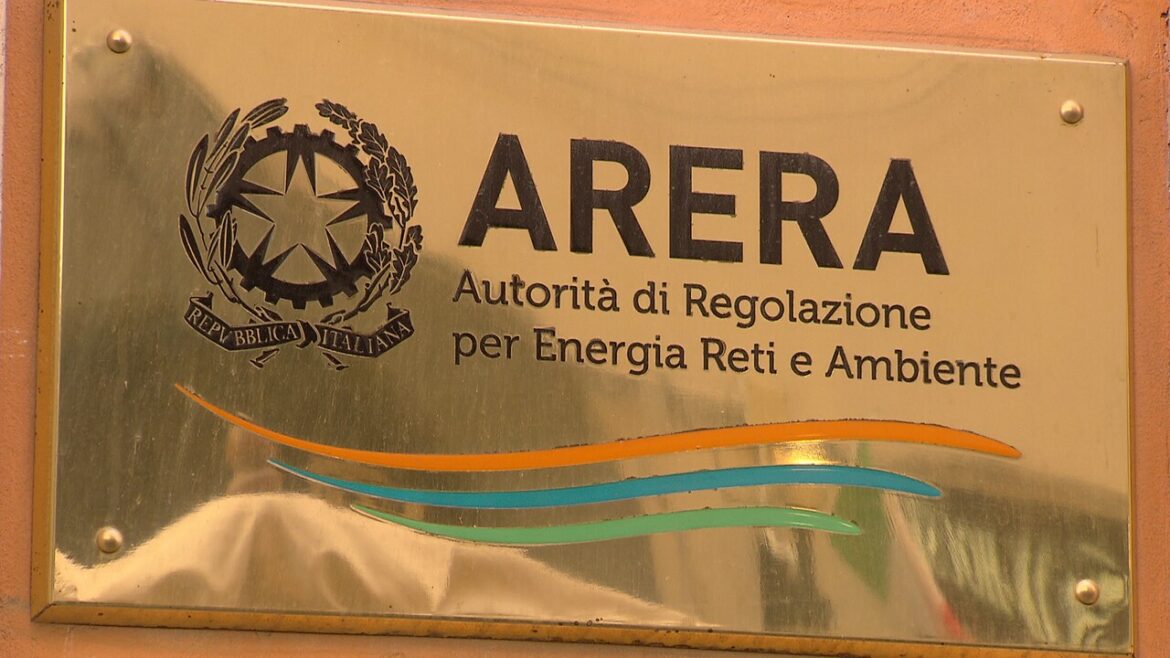 ARERA
Autorità di Regolazione
per Energia Reti e Ambiente
REPVBBLICA ITALIANA